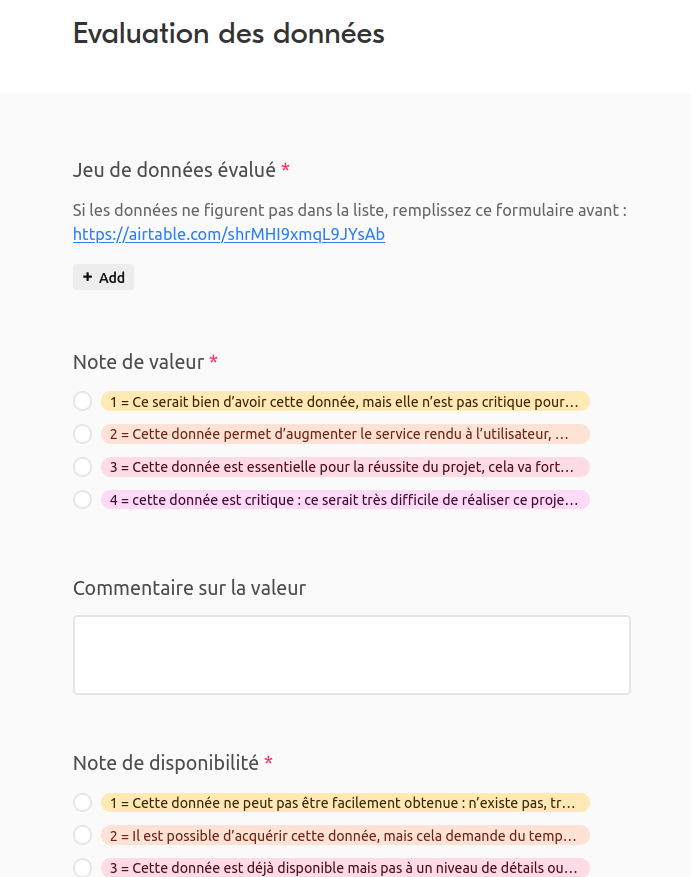 Evaluation des données
Jeu de données évalué *
Si les données ne figurent pas dans la liste, remplissez ce formulaire avant :
https://airtable.com/shrMHI9xmqL9JYsAb
+ Add
Note de valeur *
1 = Ce serait bien d’avoir cette donnée, mais elle n’est pas critique pour…
2 = Cette donnée permet d’augmenter le service rendu à l’utilisateur, …
3 = Cette donnée est essentielle pour la réussite du projet, cela va fort…
4 = cette donnée est critique : ce serait très difficile de réaliser ce proje…
Commentaire sur la valeur
Note de disponibilité *
1 = Cette donnée ne peut pas être facilement obtenue : n’existe pas, tr…
2 = Il est possible d’acquérir cette donnée, mais cela demande du temp…
3 = Cette donnée est déjà disponible mais pas à un niveau de détails ou…